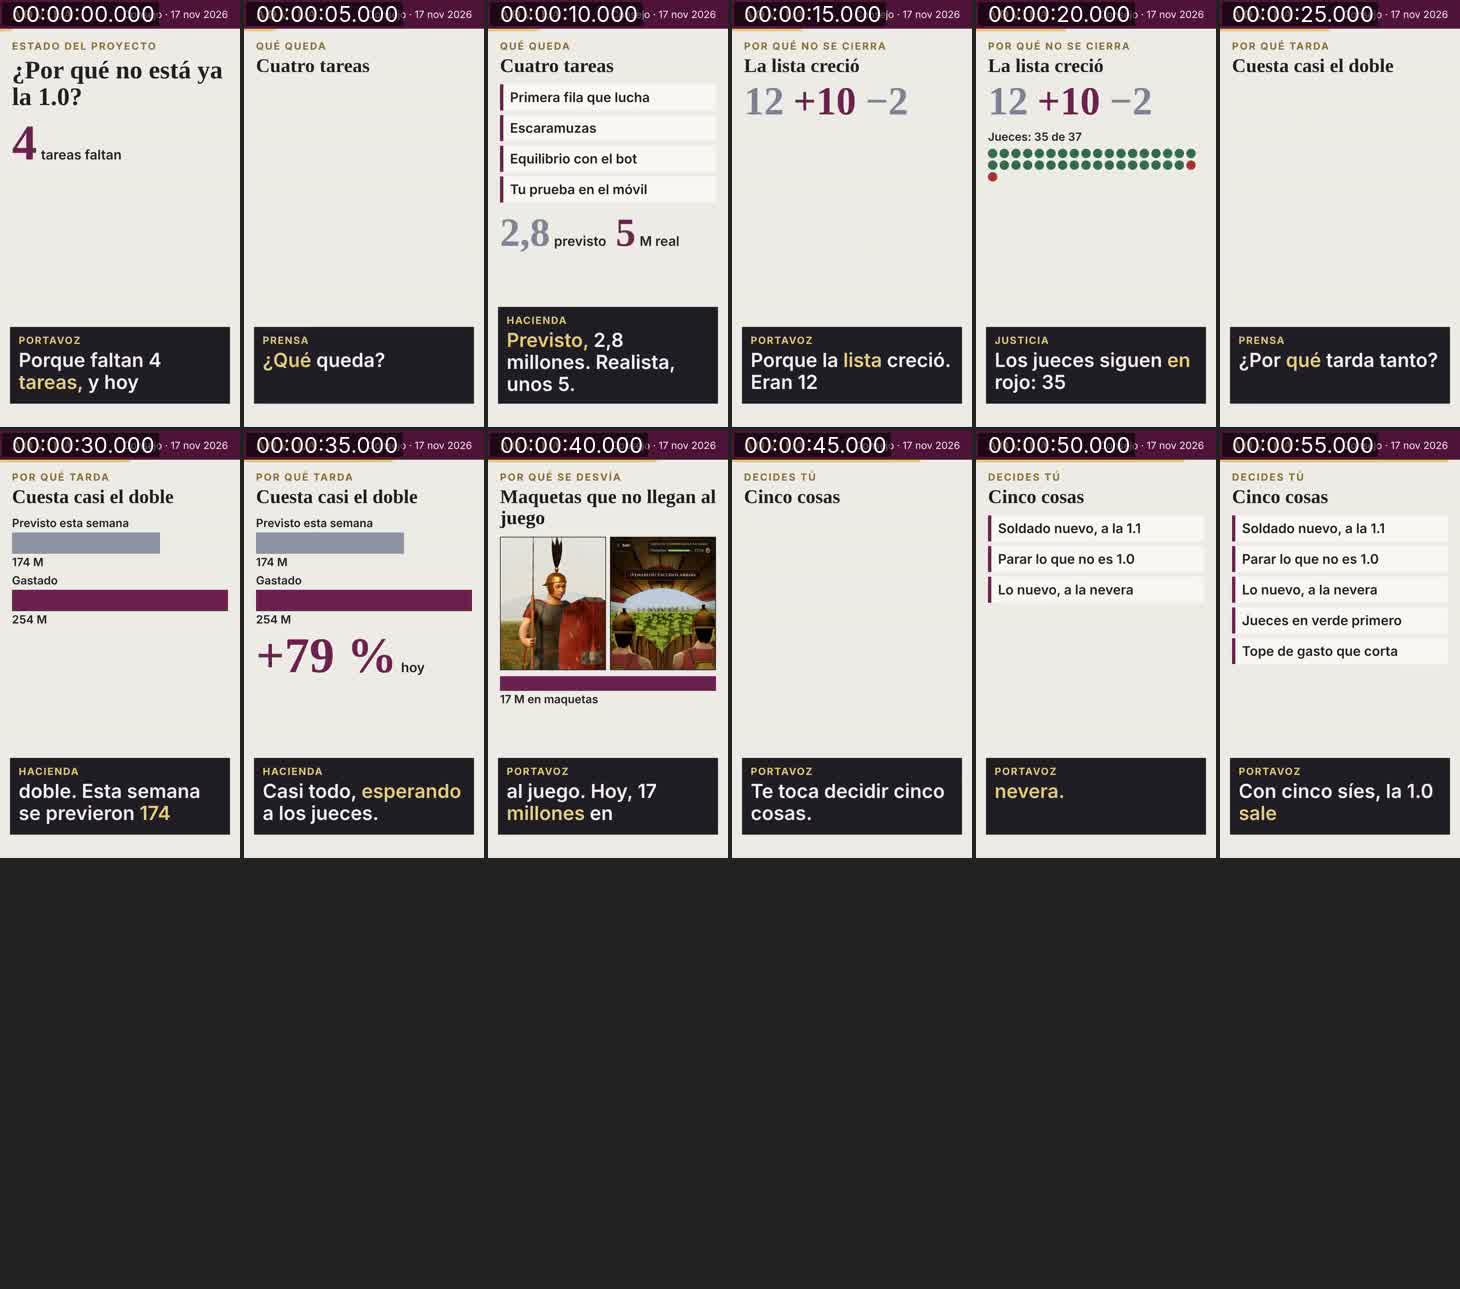 00:00:00.000
· 17 nov 2026
ESTADO DEL PROYECTO
¿Por qué no está ya
la 1.0?
4 tareas faltan
PORTAVOZ
Porque faltan 4
tareas, y hoy
00:00:05.000
· 17 nov 2026
QUÉ QUEDA
Cuatro tareas
PRENSA
¿Qué queda?
00:00:10.000
· 17 nov 2026
QUÉ QUEDA
Cuatro tareas
Primera fila que lucha
Escaramuzas
Equilibrio con el bot
Tu prueba en el móvil
2,8 previsto 5 M real
HACIENDA
Previsto, 2,8
millones. Realista,
unos 5.
00:00:15.000
· 17 nov 2026
POR QUÉ NO SE CIERRA
La lista creció
12 +10 −2
PORTAVOZ
Porque la lista creció.
Eran 12
00:00:20.000
· 17 nov 2026
POR QUÉ NO SE CIERRA
La lista creció
12 +10 −2
Jueces: 35 de 37
JUSTICIA
Los jueces siguen en
rojo: 35
00:00:25.000
· 17 nov 2026
POR QUÉ TARDA
Cuesta casi el doble
PRENSA
¿Por qué tarda tanto?
00:00:30.000
· 17 nov 2026
POR QUÉ TARDA
Cuesta casi el doble
Previsto esta semana
174 M
Gastado
254 M
HACIENDA
doble. Esta semana
se previeron 174
00:00:35.000
· 17 nov 2026
POR QUÉ TARDA
Cuesta casi el doble
Previsto esta semana
174 M
Gastado
254 M
+79 % hoy
HACIENDA
Casi todo, esperando
a los jueces.
00:00:40.000
· 17 nov 2026
POR QUÉ SE DESVÍA
Maquetas que no llegan al
juego
17 M en maquetas
PORTAVOZ
al juego. Hoy, 17
millones en
00:00:45.000
· 17 nov 2026
DECIDES TÚ
Cinco cosas
PORTAVOZ
Te toca decidir cinco
cosas.
00:00:50.000
· 17 nov 2026
DECIDES TÚ
Cinco cosas
Soldado nuevo, a la 1.1
Parar lo que no es 1.0
Lo nuevo, a la nevera
PORTAVOZ
nevera.
00:00:55.000
· 17 nov 2026
DECIDES TÚ
Cinco cosas
Soldado nuevo, a la 1.1
Parar lo que no es 1.0
Lo nuevo, a la nevera
Jueces en verde primero
Tope de gasto que corta
PORTAVOZ
Con cinco síes, la 1.0
sale